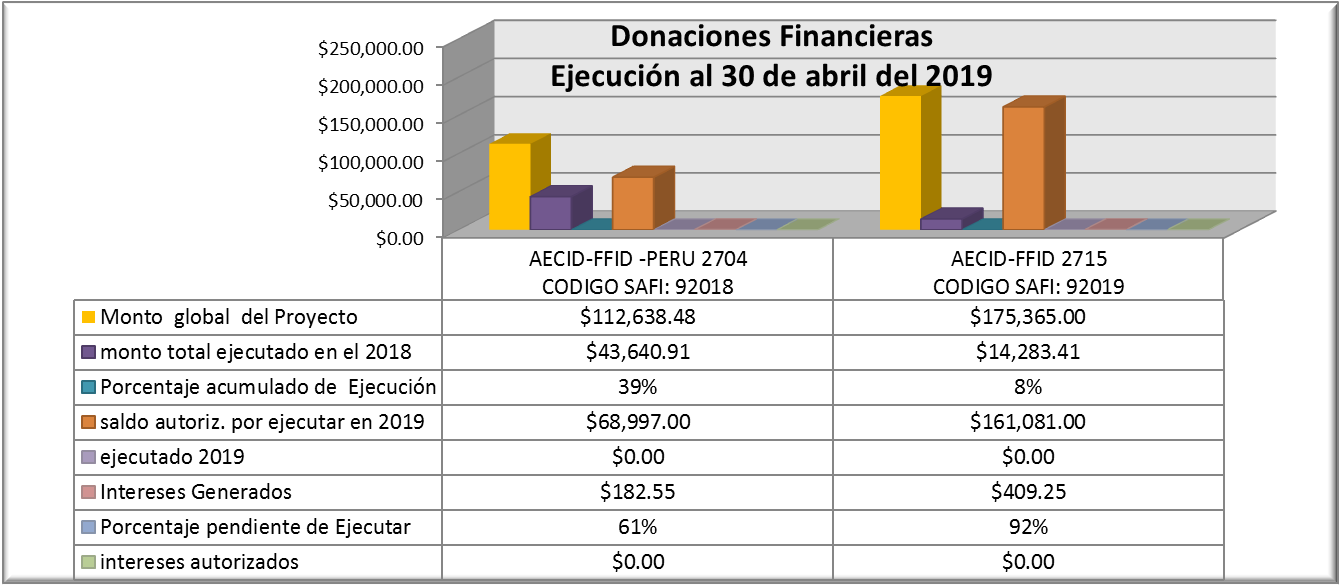 Donaciones Financieras
Ejecución al 30 de abril del 2019
$250,000.00
$200,000.00
$150,000.00
$100,000.00
$50,000.00
$0.00
AECID-FFID -PERU 2704
CODIGO SAFI: 92018
AECID-FFID 2715
CODIGO SAFI: 92019
Monto global del Proyecto $112,638.48 $175,365.00
monto total ejecutado en el 2018 $43,640.91 $14,283.41
Porcentaje acumulado de Ejecución 39% 8%
saldo autoriz. por ejecutar en 2019 $68,997.00 $161,081.00
ejecutado 2019 $0.00 $0.00
Intereses Generados $182.55 $409.25
Porcentaje pendiente de Ejecutar 61% 92%
intereses autorizados $0.00 $0.00